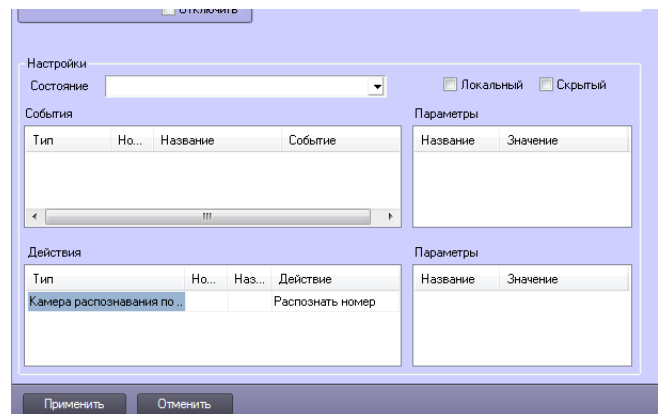 Отключить
Настройки
Состояние
Локальный
Скрытый
События
Параметры
Тип Но... Название Событие
Название Значение
Действия
Параметры
Тип Но... Наз... Действие
Название Значение
Камера распознавания по .. Распознать номер
Применить Отменить